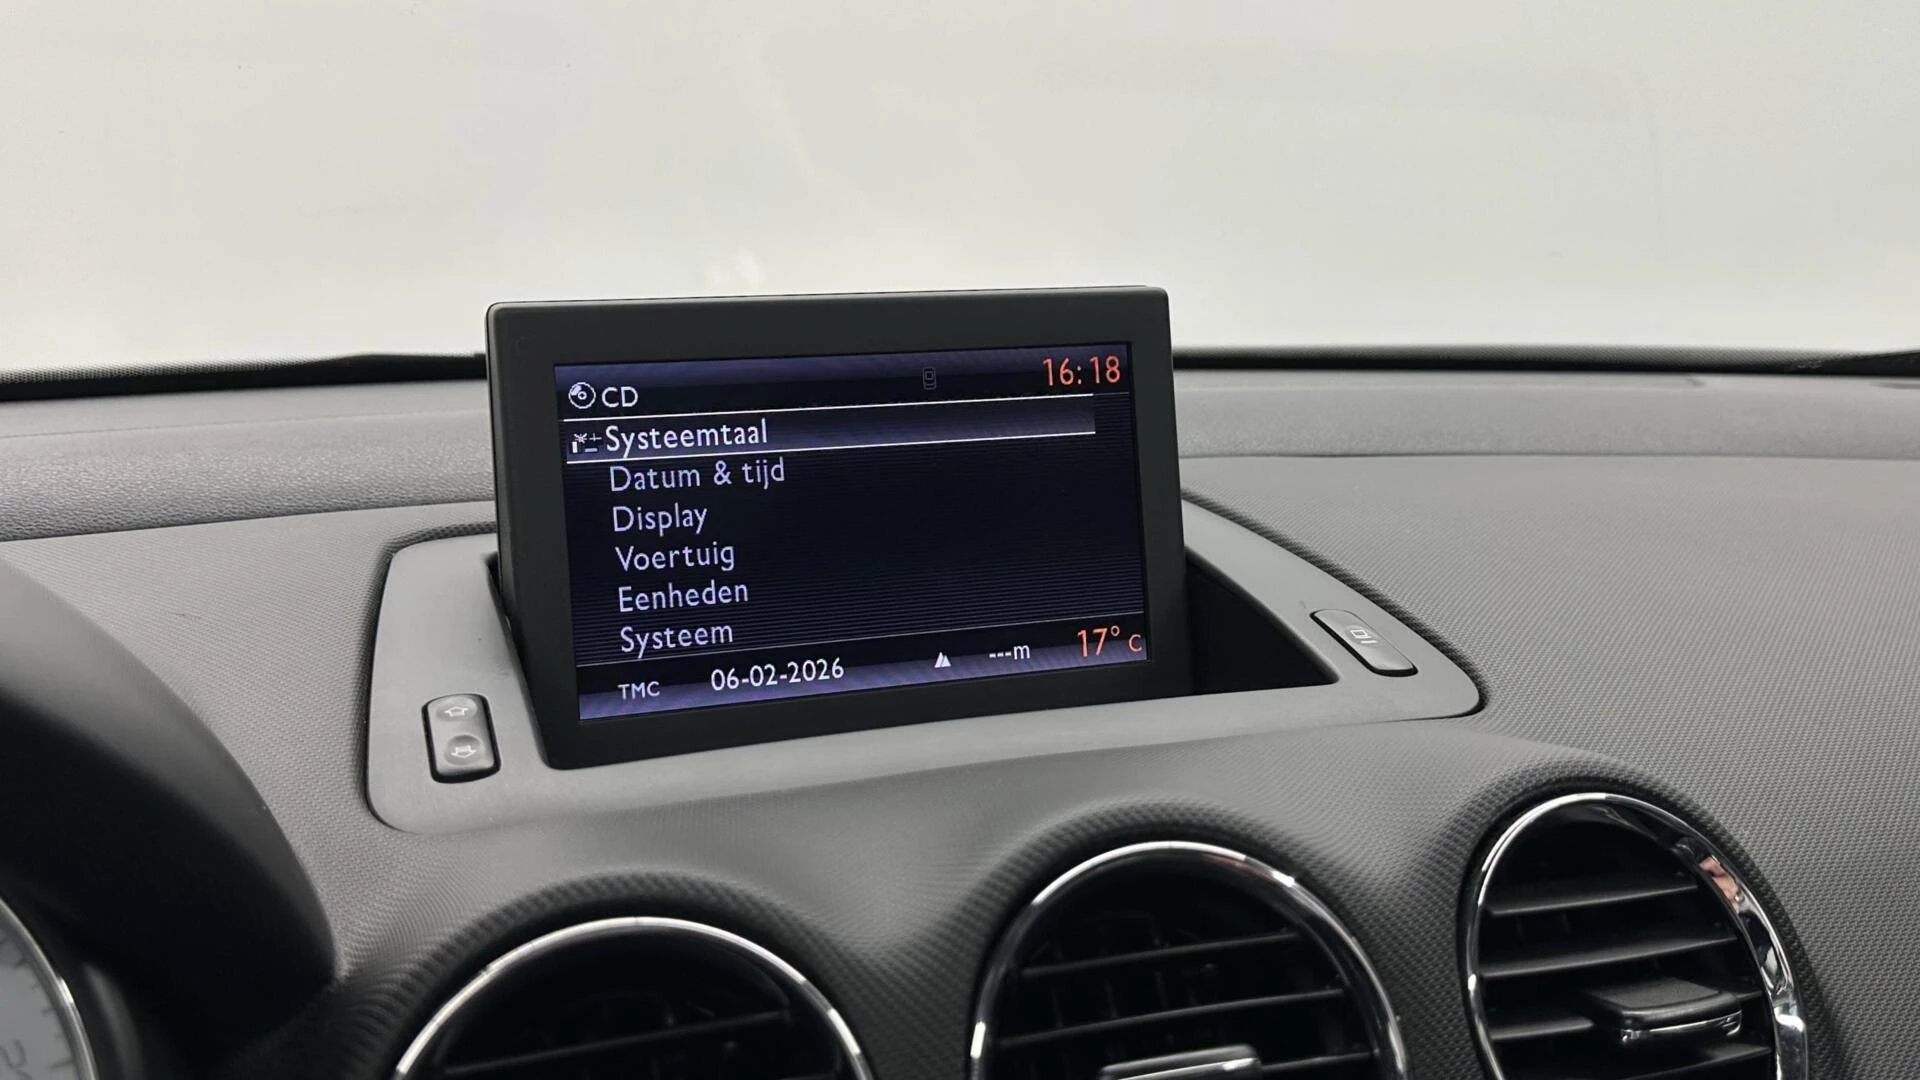 CD
16:18
Systeemtaal
Datum & tijd
Display
Voertuig
Eenheden
Systeem
TMC 06-02-2026 ---m 17° C